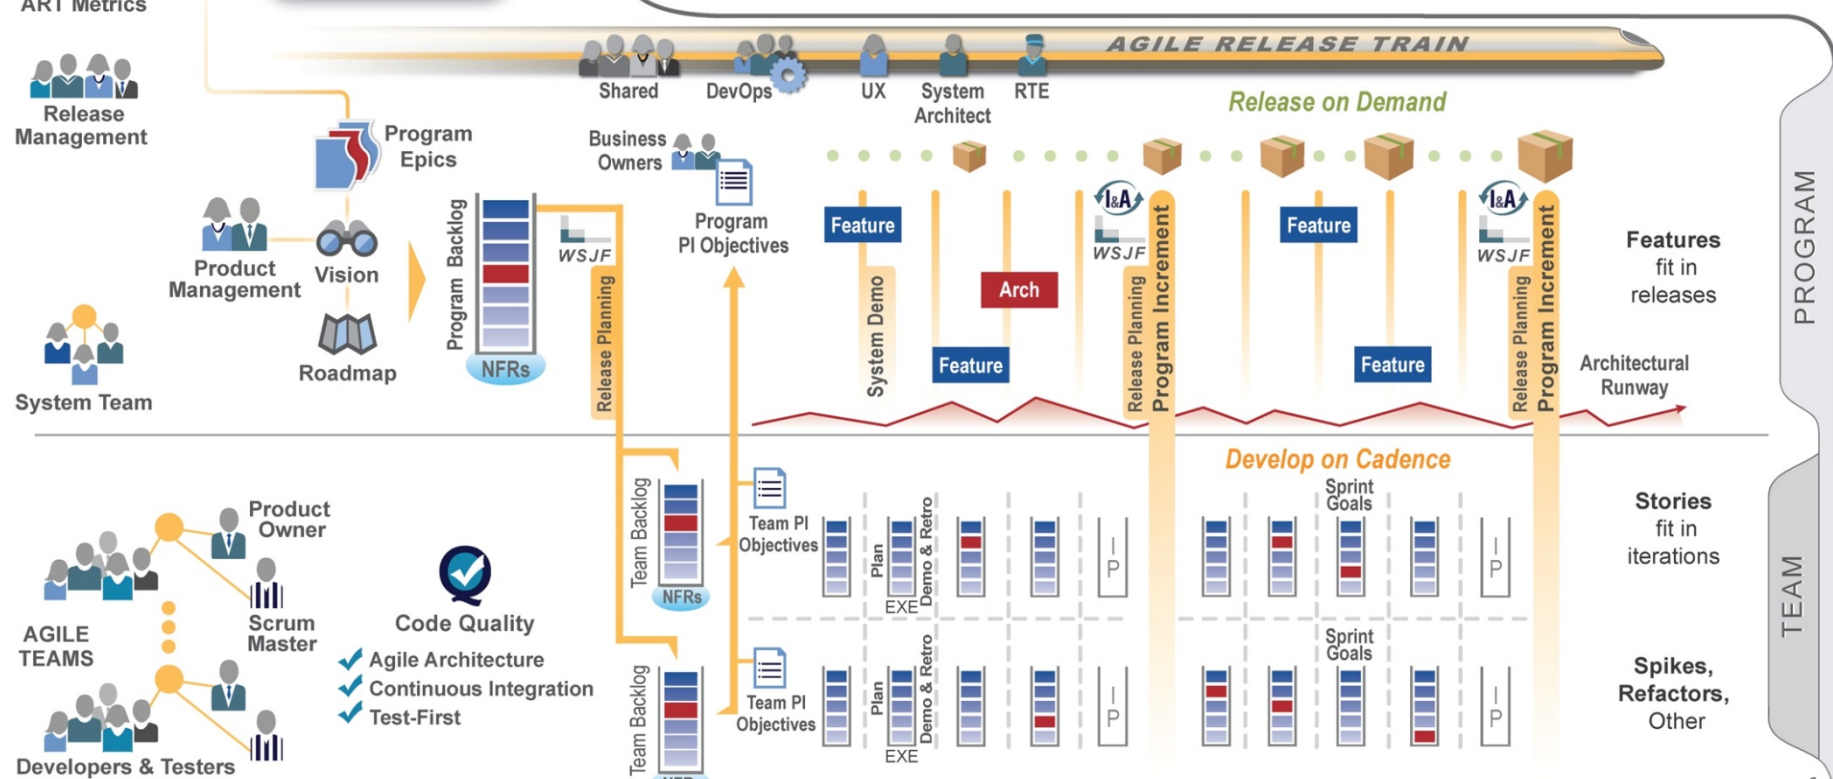 ART Metrics
Release
Management
AGILE RELEASE TRAIN
Shared
DevOps
UX
System
Architect
RTE
Release on Demand
Program
Epics
Business
Owners
Program
PI Objectives
Product
Management
Vision
Roadmap
System Team
Program Backlog
NFRs
WSJF
Release Planning
Feature
System Demo
Feature
Arch
I&A
WSJF
Release Planning
Program Increment
Feature
Feature
I&A
WSJF
Release Planning
Program Increment
Features
fit in
releases
Architectural
Runway
PROGRAM
Develop on Cadence
Product
Owner
Scrum
Master
AGILE
TEAMS
Developers & Testers
Code Quality
Agile Architecture
Continuous Integration
Test-First
Team Backlog
NFRs
Team PI
Objectives
Plan
EXE
Demo & Retro
I
P
Sprint
Goals
I
P
Stories
fit in
iterations
Team Backlog
Team PI
Objectives
Plan
EXE
Demo & Retro
I
P
Sprint
Goals
I
P
Spikes,
Refactors,
Other
TEAM